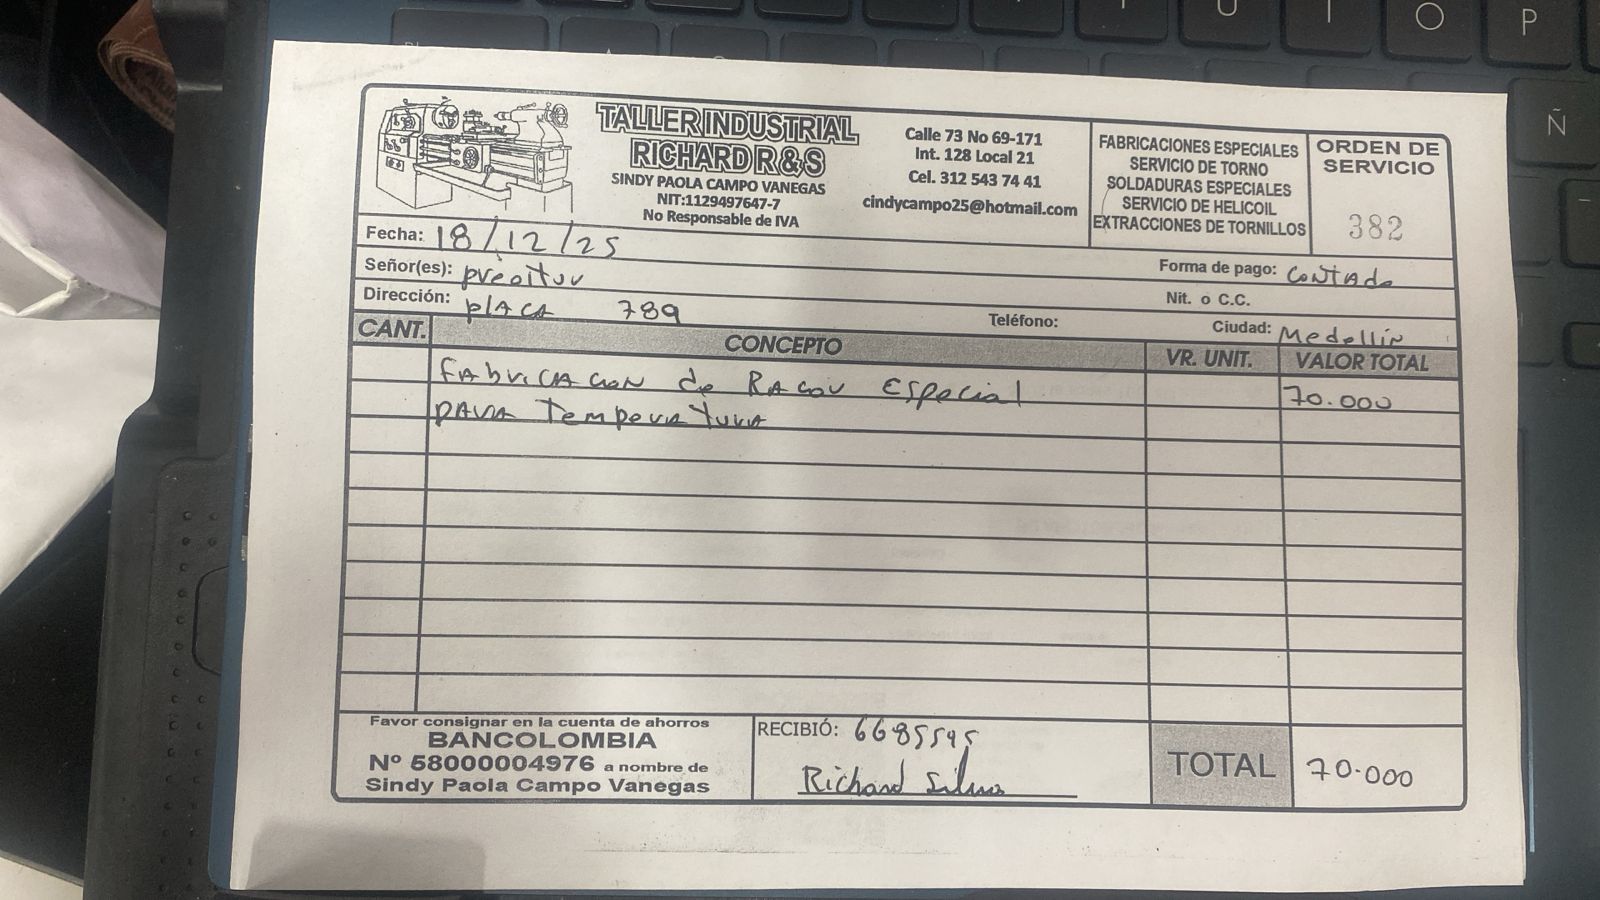 TALLER INDUSTRIAL
RICHARD R & S
SINDY PAOLA CAMPO VANEGAS
NIT:1129497647-7
No Responsable de IVA
Calle 73 No 69-171
Int. 128 Local 21
Cel. 312 543 74 41
cindycampo25@hotmail.com
FABRICACIONES ESPECIALES
SERVICIO DE TORNO
SOLDADURAS ESPECIALES
SERVICIO DE HELICOIL
EXTRACCIONES DE TORNILLOS
ORDEN DE
SERVICIO
382
Fecha: 18/12/25
Señor(es):
Forma de pago: Contado
Nit. o C.C.
Dirección: placa 789
Teléfono:
Ciudad: Medellín
CANT. CONCEPTO VR. UNIT. VALOR TOTAL
Fabricacion de Racor Especial 70.000
para Temperatura
Favor consignar en la cuenta de ahorros
BANCOLOMBIA
Nº 58000004976 a nombre de
Sindy Paola Campo Vanegas
RECIBIÓ: 6685595
Richard Silva
TOTAL 70.000
U I O P
Ñ